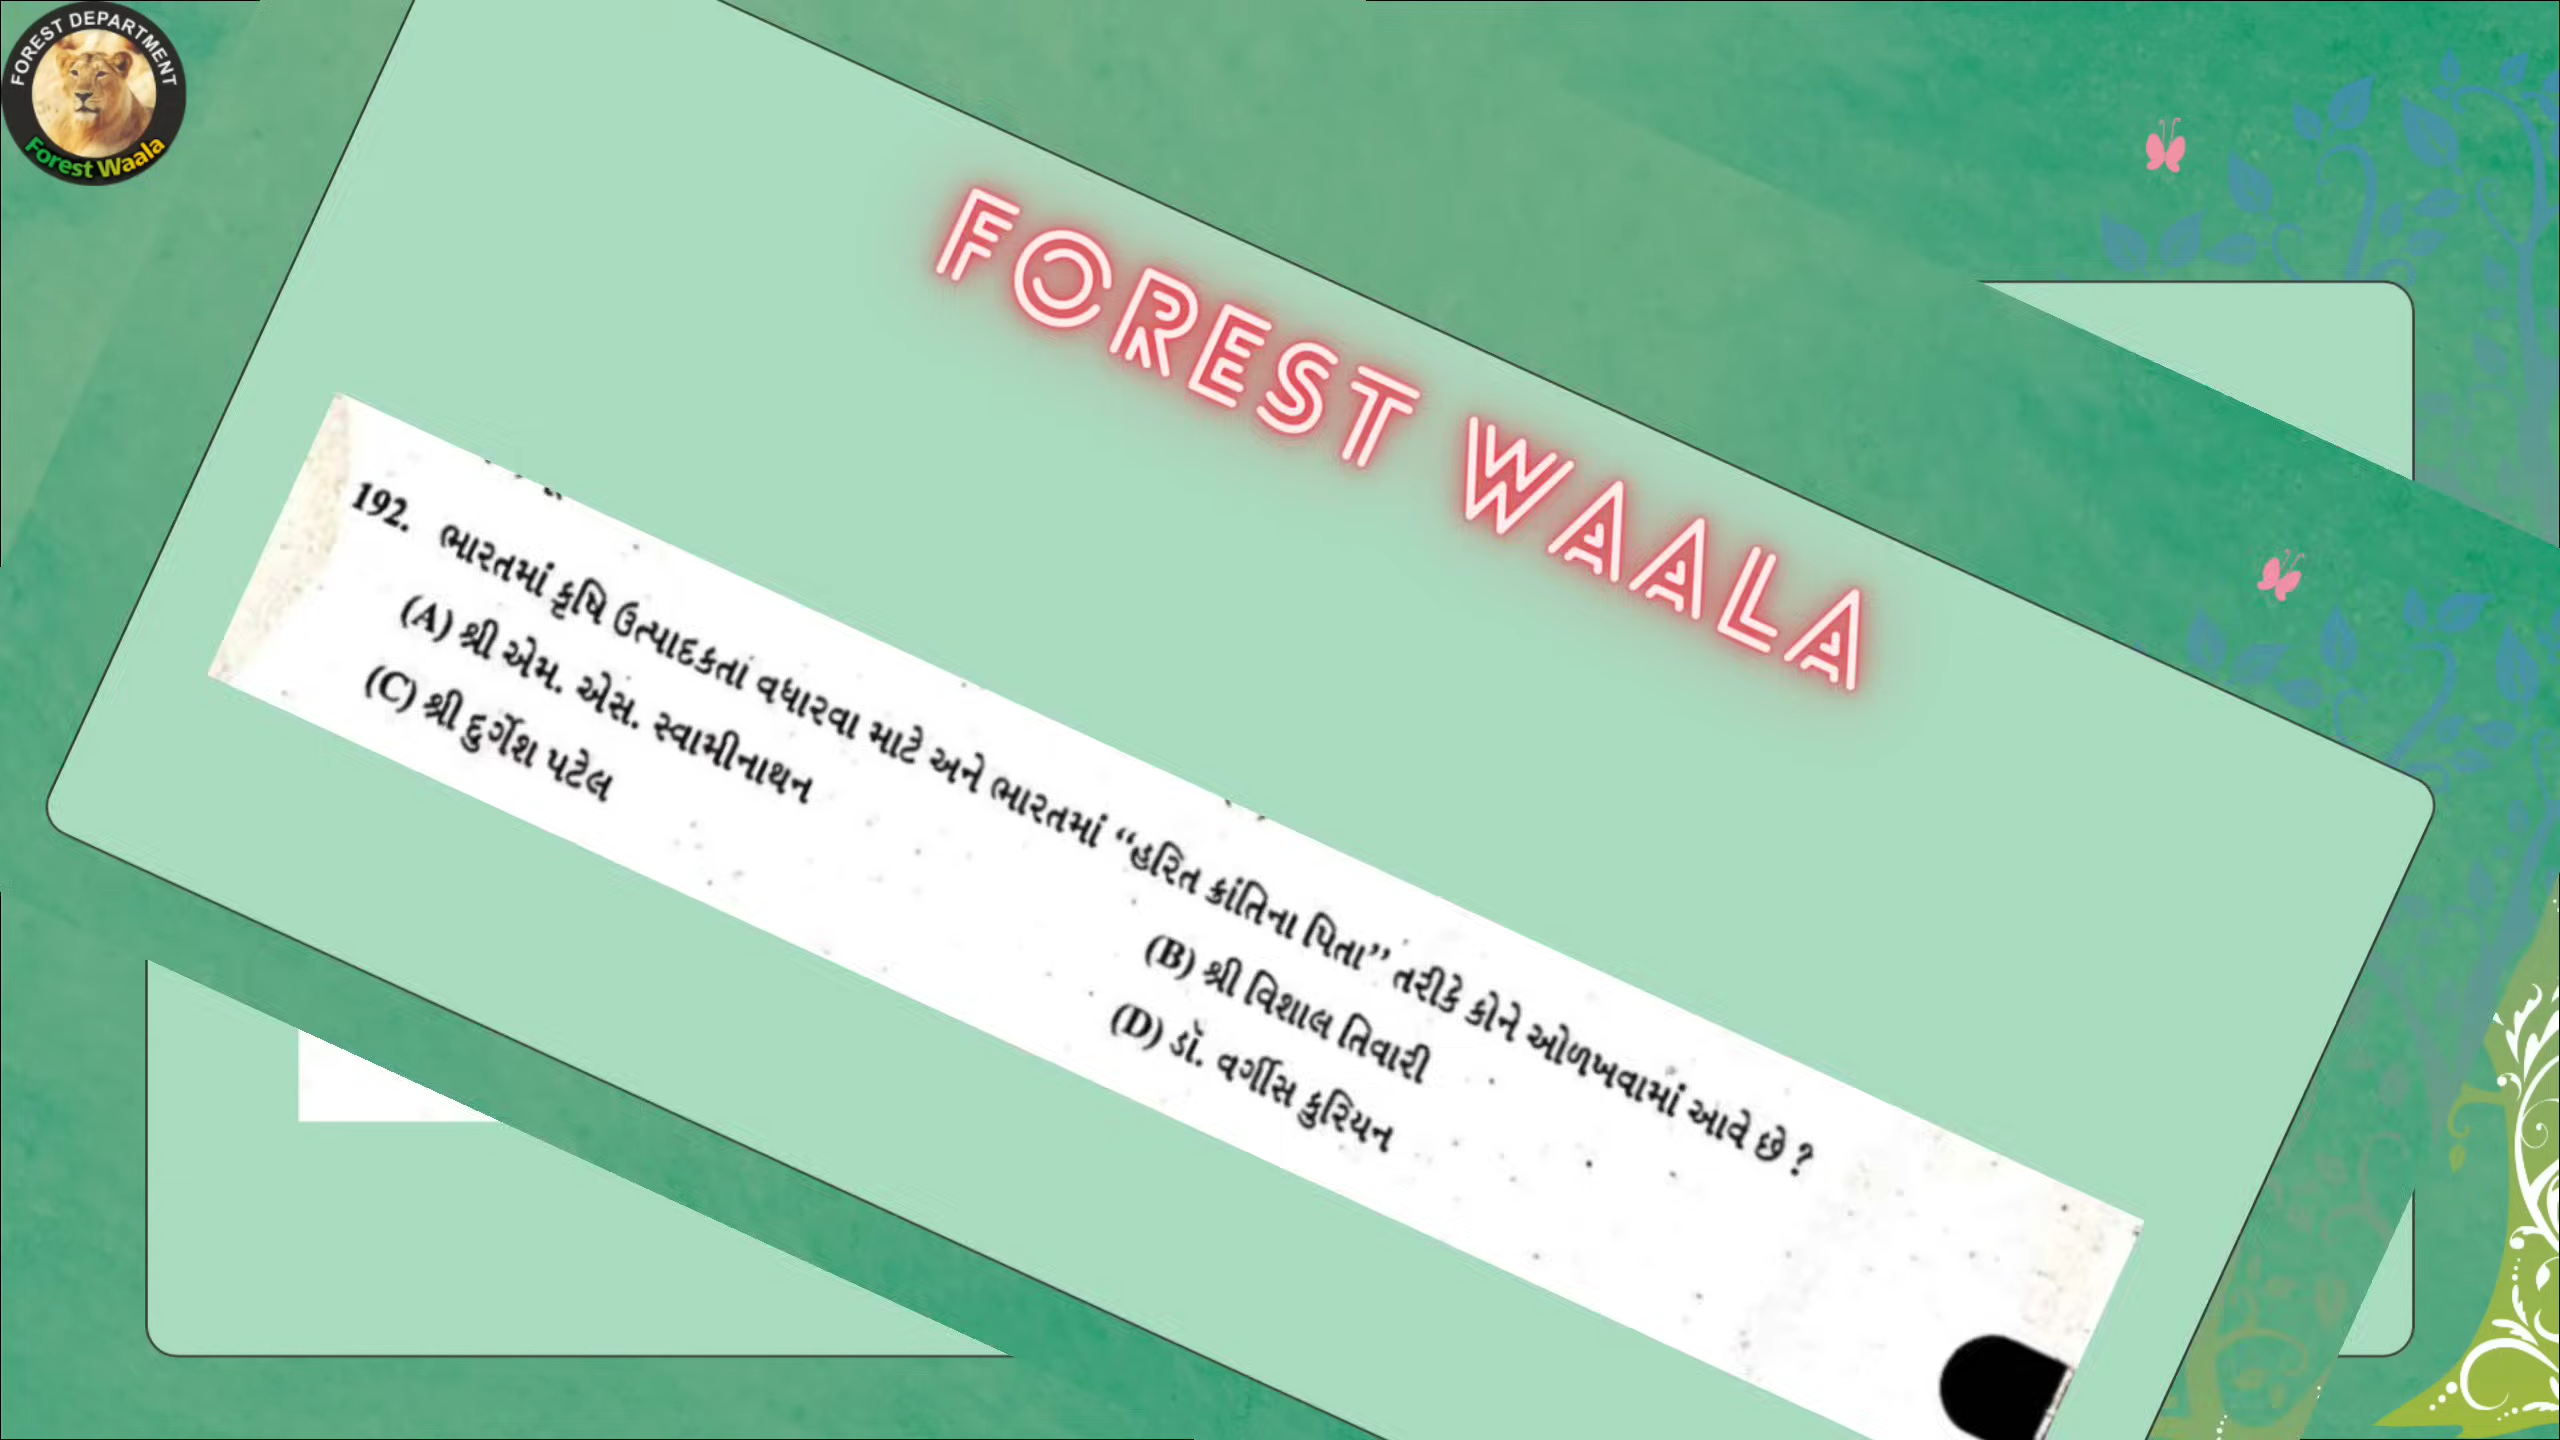 FOREST DEPARTMENT
Forest Waala
FOREST WAALA
192. ભારતમાં કૃષિ ઉત્પાદકતાં વધારવા માટે અને ભારતમાં “હરિત ક્રાંતિના પિતા” તરીકે કોને ઓળખવામાં આવે છે ?
(A) શ્રી એમ. એસ. સ્વામીનાથન (B) શ્રી વિશાલ તિવારી
(C) શ્રી દુર્ગેશ પટેલ (D) ડૉ. વર્ગીસ કુરિયન